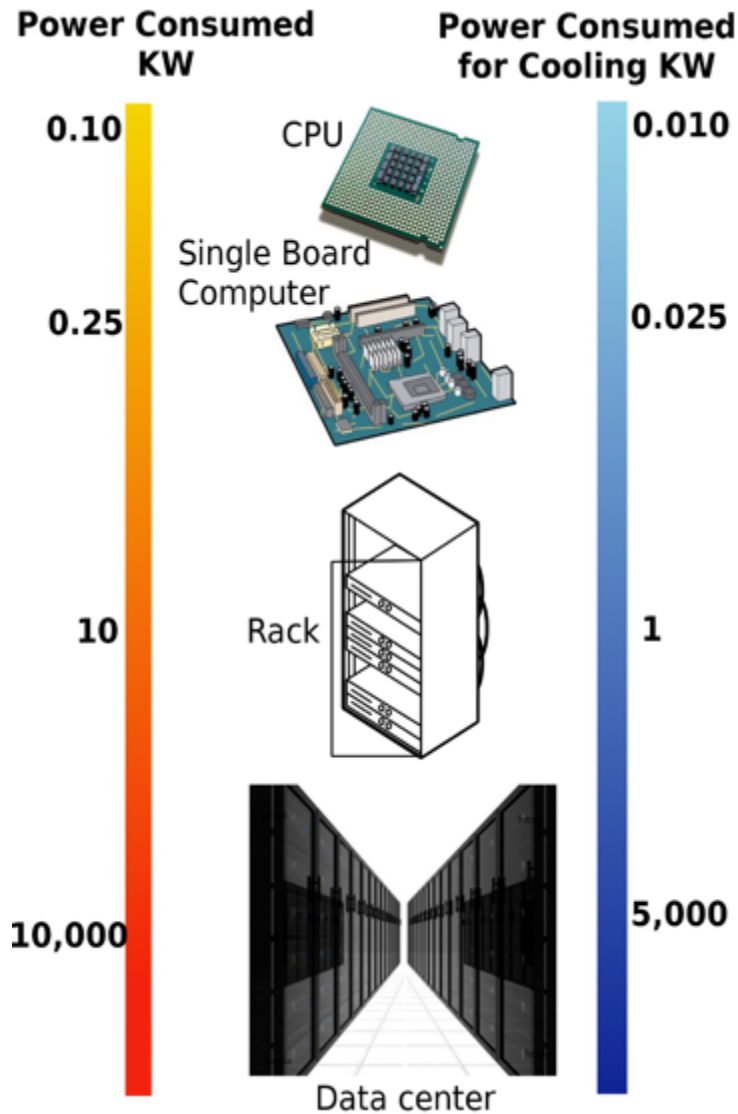 Power Consumed
KW
Power Consumed
for Cooling KW
0.10
CPU
0.010
Single Board
Computer
0.25
0.025
10
Rack
1
10,000
5,000
Data center